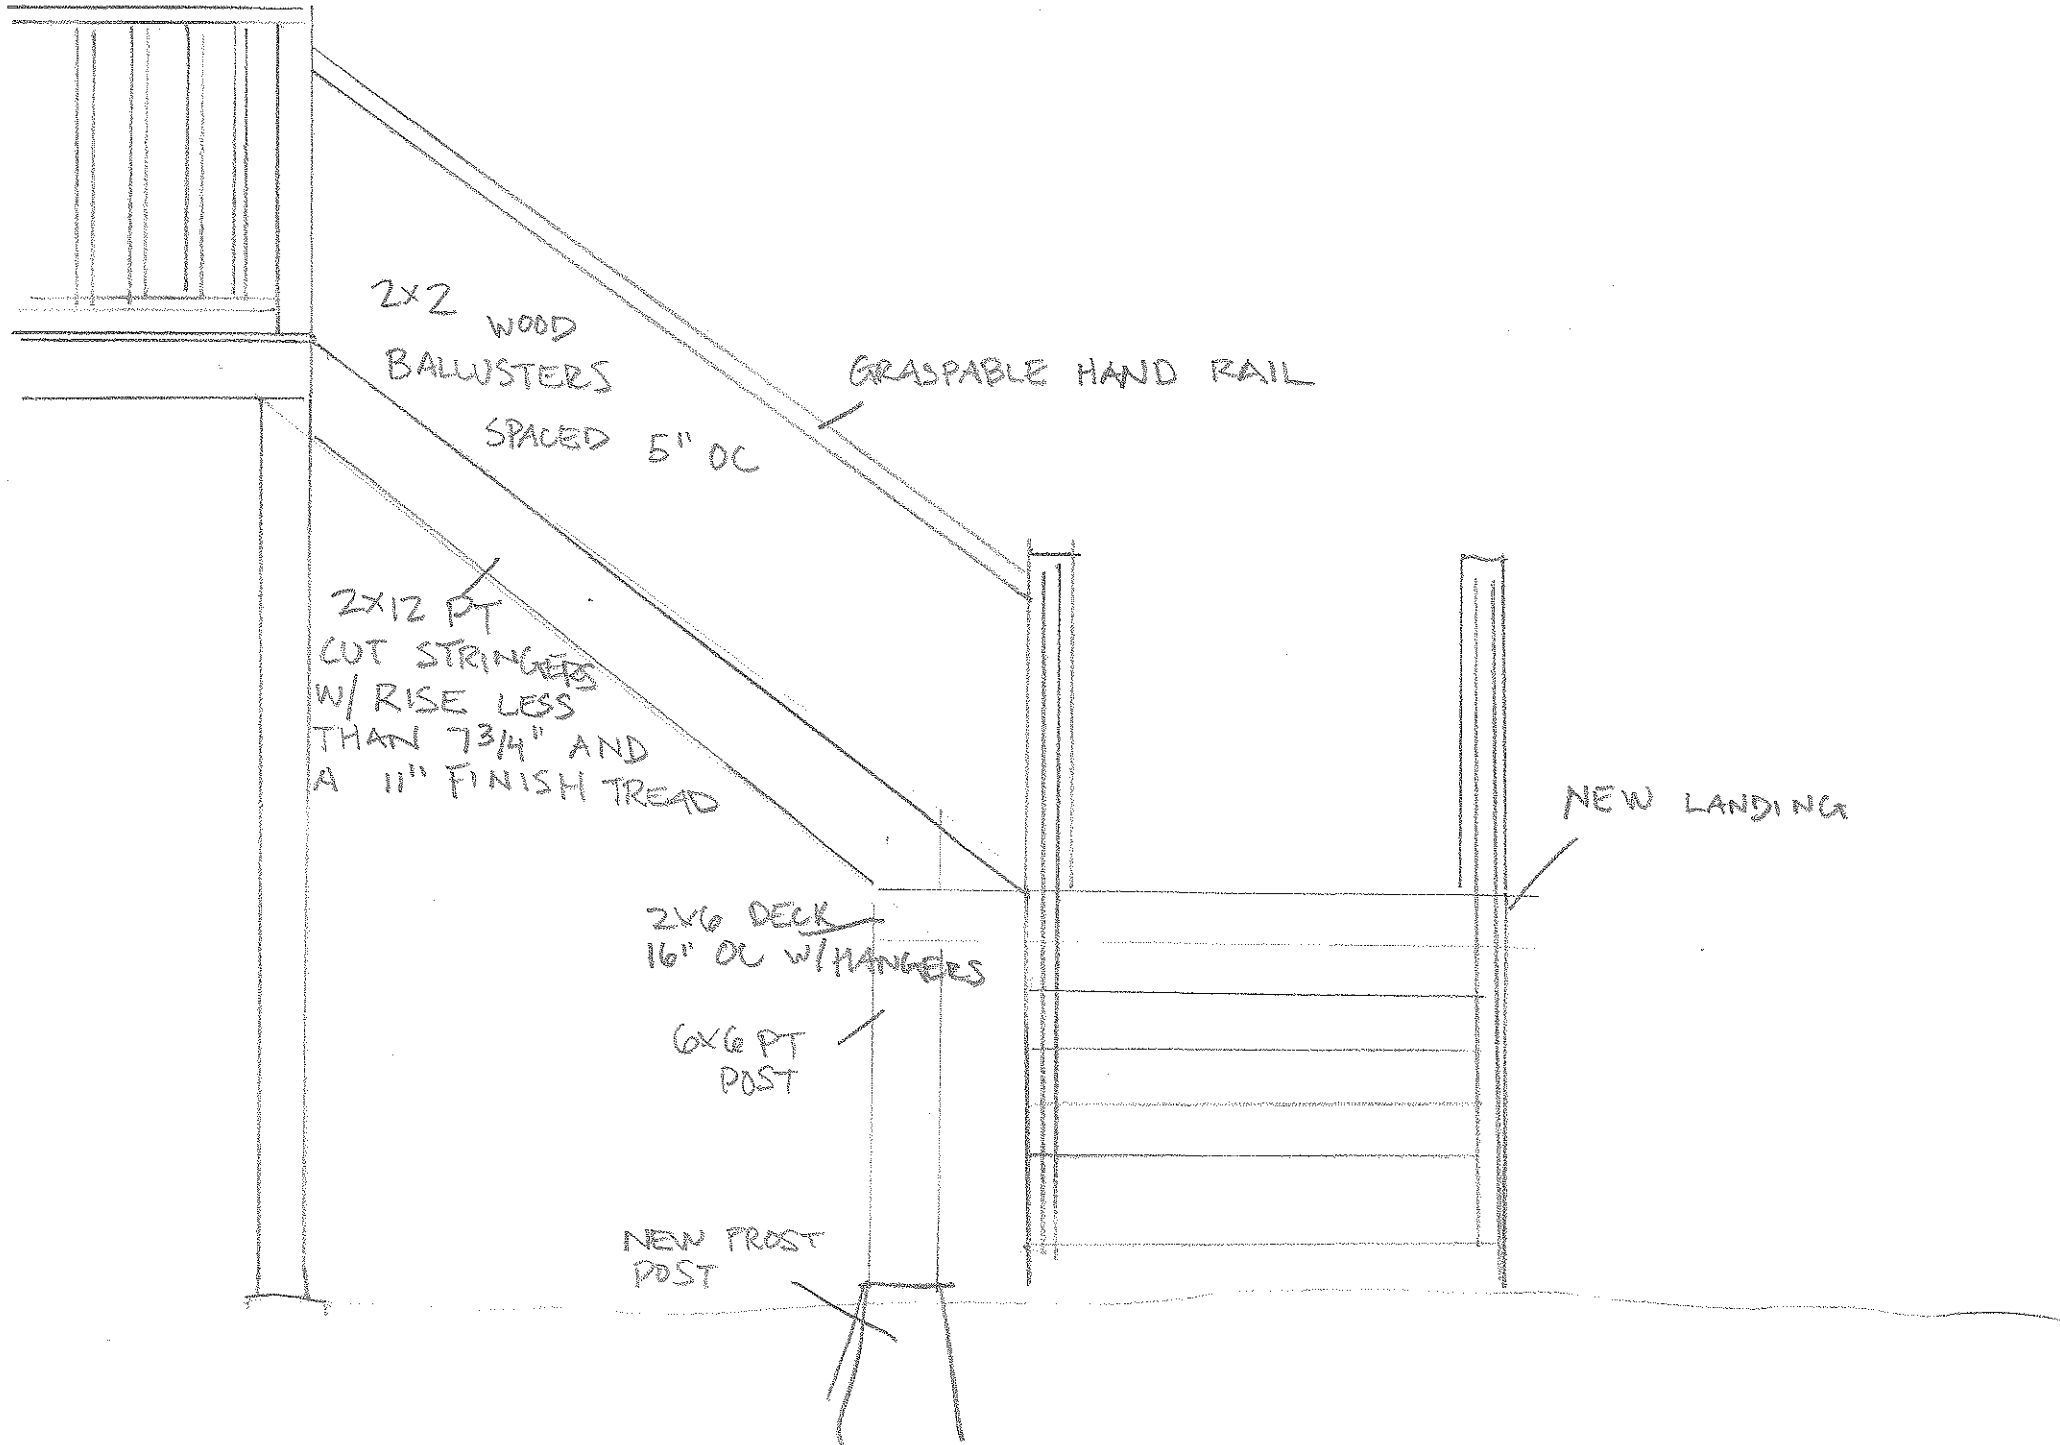 2x2 WOOD
BALLUSTERS
SPACED 5" OC
GRASPABLE HAND RAIL
2x12 PT
CUT STRINGERS
W/ RISE LESS
THAN 7 3/4" AND
A 11" FINISH TREAD
NEW LANDING
2x6 DECK
16" OC W/HANGERS
6x6 PT
POST
NEW FROST
POST